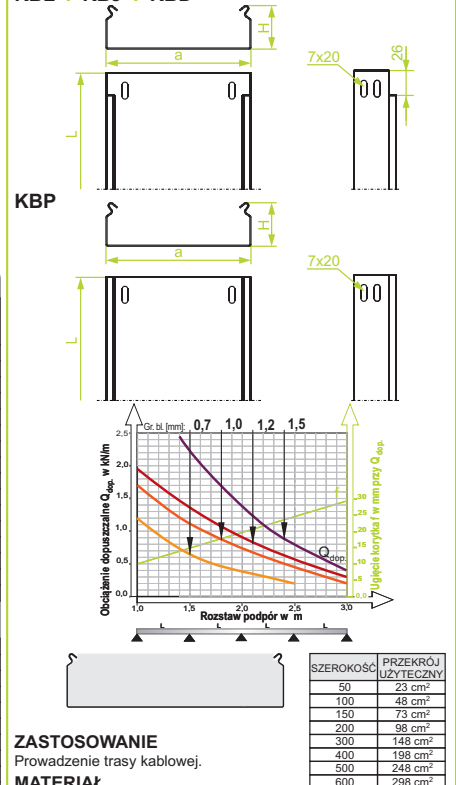 H
a
7x20
26
L
KBP
H
a
7x20
L
Gr. bl. [mm]: 0,7 1,0 1,2 1,5
Obciążenie dopuszczalne Qdop. w kN/m
2,5
2,0
1,5
1,0
0,5
0,0
1,0 1,5 2,0 2,5 3,0
Rozstaw podpór w m
f
Qdop.
30
25
20
15
10
5
0,0
Ugięcie korytka f w mm przy Qdop.
L L L L
SZEROKOŚĆ PRZEKRÓJ UŻYTECZNY
50 23 cm²
100 48 cm²
150 73 cm²
200 98 cm²
300 148 cm²
400 198 cm²
500 248 cm²
600 298 cm²
ZASTOSOWANIE
Prowadzenie trasy kablowej.
MATERIAŁ